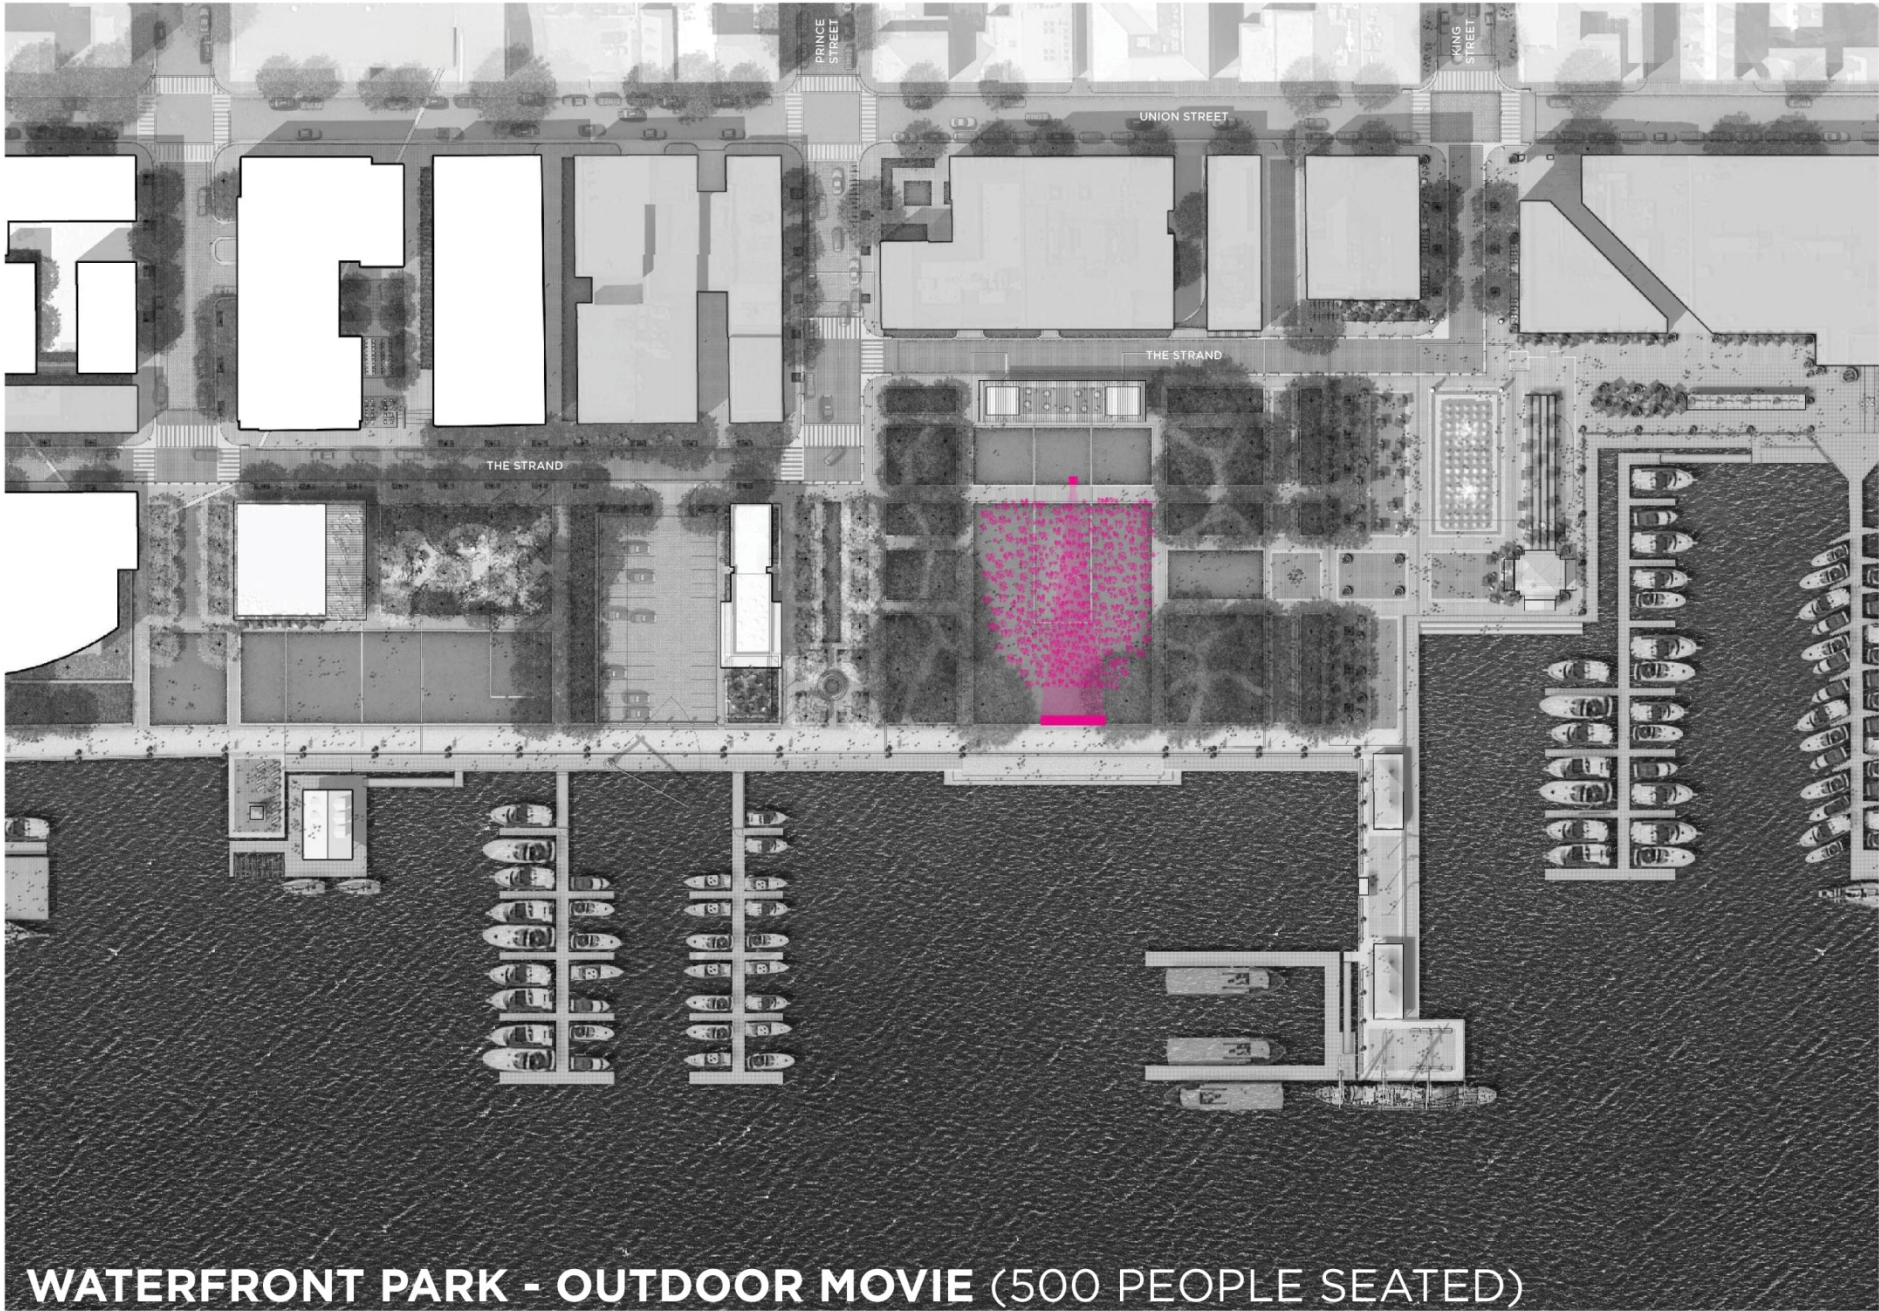 PRINCE
STREET
KING
STREET
UNION STREET
THE STRAND
THE STRAND
WATERFRONT PARK - OUTDOOR MOVIE (500 PEOPLE SEATED)